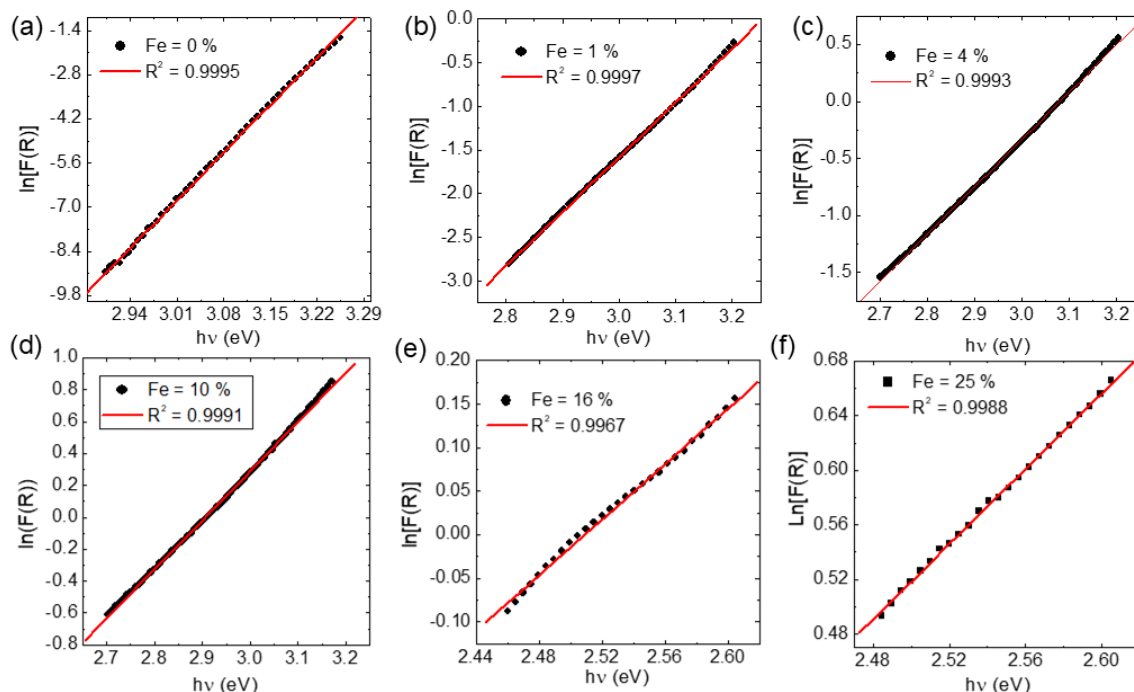 (a)
Fe = 0 %
R² = 0.9995
ln[F(R)]
-1.4
-2.8
-4.2
-5.6
-7.0
-8.4
-9.8
2.94 3.01 3.08 3.15 3.22 3.29
hν (eV)
(b)
Fe = 1 %
R² = 0.9997
ln[F(R)]
0.0
-0.5
-1.0
-1.5
-2.0
-2.5
-3.0
2.8 2.9 3.0 3.1 3.2
hν (eV)
(c)
Fe = 4 %
R² = 0.9993
ln[F(R)]
0.5
0.0
-0.5
-1.0
-1.5
2.7 2.8 2.9 3.0 3.1 3.2
hν (eV)
(d)
Fe = 10 %
R² = 0.9991
ln(F(R))
1.0
0.8
0.6
0.4
0.2
0.0
-0.2
-0.4
-0.6
-0.8
2.7 2.8 2.9 3.0 3.1 3.2
hν (eV)
(e)
Fe = 16 %
R² = 0.9967
ln[F(R)]
0.20
0.15
0.10
0.05
0.00
-0.05
-0.10
2.44 2.48 2.52 2.56 2.60
hν (eV)
(f)
Fe = 25 %
R² = 0.9988
Ln[F(R)]
0.68
0.64
0.60
0.56
0.52
0.48
2.48 2.52 2.56 2.60
hν (eV)